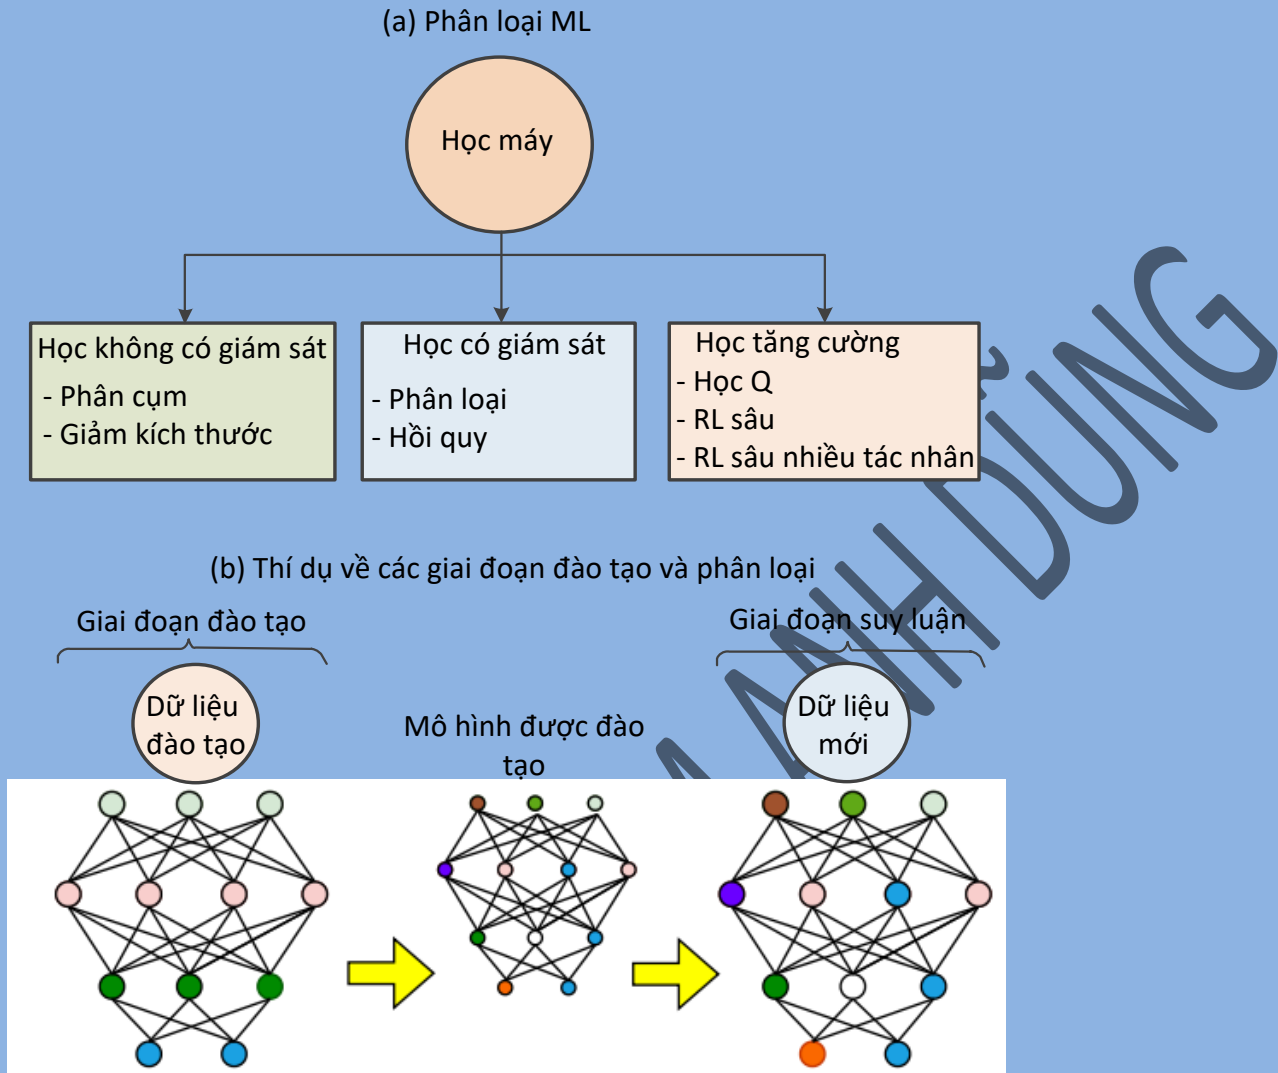 (a) Phân loại ML
Học máy
Học không có giám sát
- Phân cụm
- Giảm kích thước
Học có giám sát
- Phân loại
- Hồi quy
Học tăng cường
- Học Q
- RL sâu
- RL sâu nhiều tác nhân
(b) Thí dụ về các giai đoạn đào tạo và phân loại
Giai đoạn đào tạo
Giai đoạn suy luận
Dữ liệu
đào tạo
Mô hình được đào
tạo
Dữ liệu
mới
ANH DŨNG